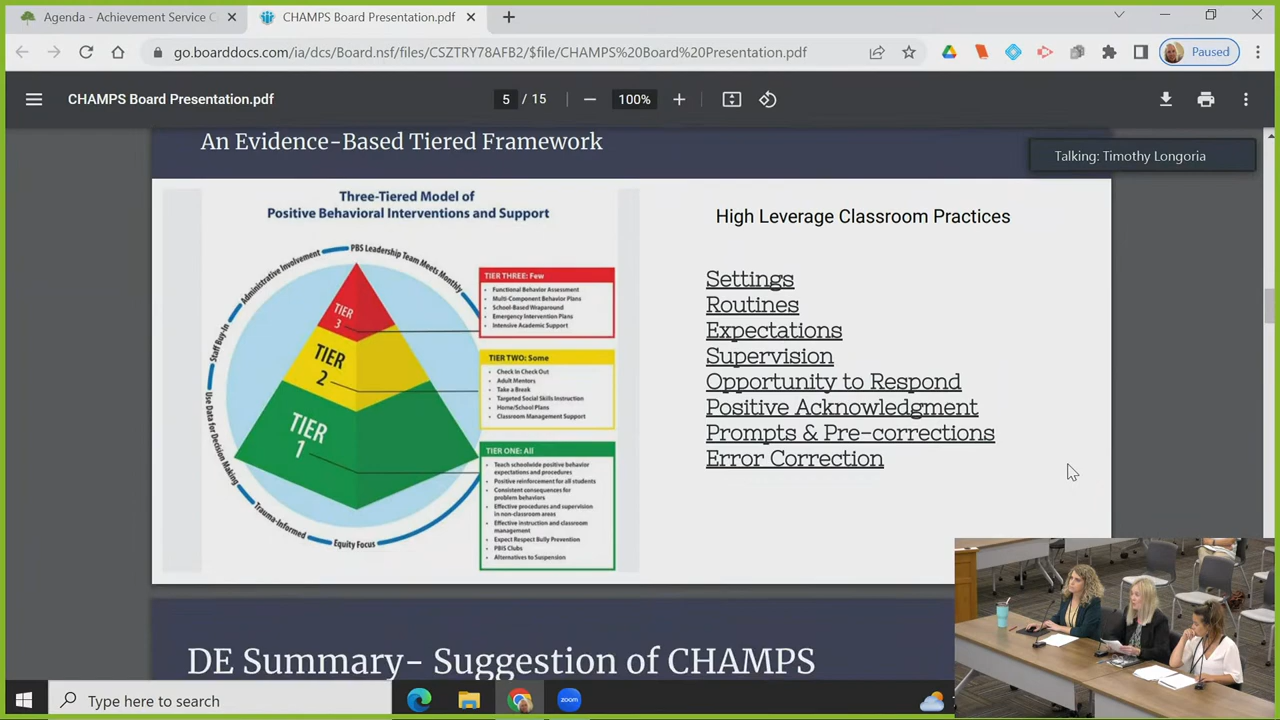 Agenda - Achievement Service C
CHAMPS Board Presentation.pdf
go.boarddocs.com/ia/dcs/Board.nsf/files/CSZTRY78AFB2/$file/CHAMPS%20Board%20Presentation.pdf
Paused
CHAMPS Board Presentation.pdf
5 / 15
100%
An Evidence-Based Tiered Framework
Talking: Timothy Longoria
Three-Tiered Model of
Positive Behavioral Interventions and Support
Administrative Involvement
PBS Leadership Team Meets Monthly
Staff Buy-In
Use Data for Decision Making
Trauma-Informed
Equity Focus
TIER
3
TIER
2
TIER
1
TIER THREE: Few
• Functional Behavior Assessment
• Multi-Component Behavior Plans
• School-Based Wraparound
• Emergency Intervention Plans
• Intensive Academic Support
TIER TWO: Some
• Check In Check Out
• Adult Mentors
• Take a Break
• Targeted Social Skills Instruction
• Home/School Plans
• Classroom Management Support
TIER ONE: All
• Teach schoolwide positive behavior
expectations and procedures
• Positive reinforcement for all students
• Consistent consequences for
problem behaviors
• Effective procedures and supervision
in non-classroom areas
• Effective instruction and classroom
management
• Expect Respect Bully Prevention
• PBIS Clubs
• Alternatives to Suspension
High Leverage Classroom Practices
Settings
Routines
Expectations
Supervision
Opportunity to Respond
Positive Acknowledgment
Prompts & Pre-corrections
Error Correction
DE Summary- Suggestion of CHAMPS
Type here to search
zoom